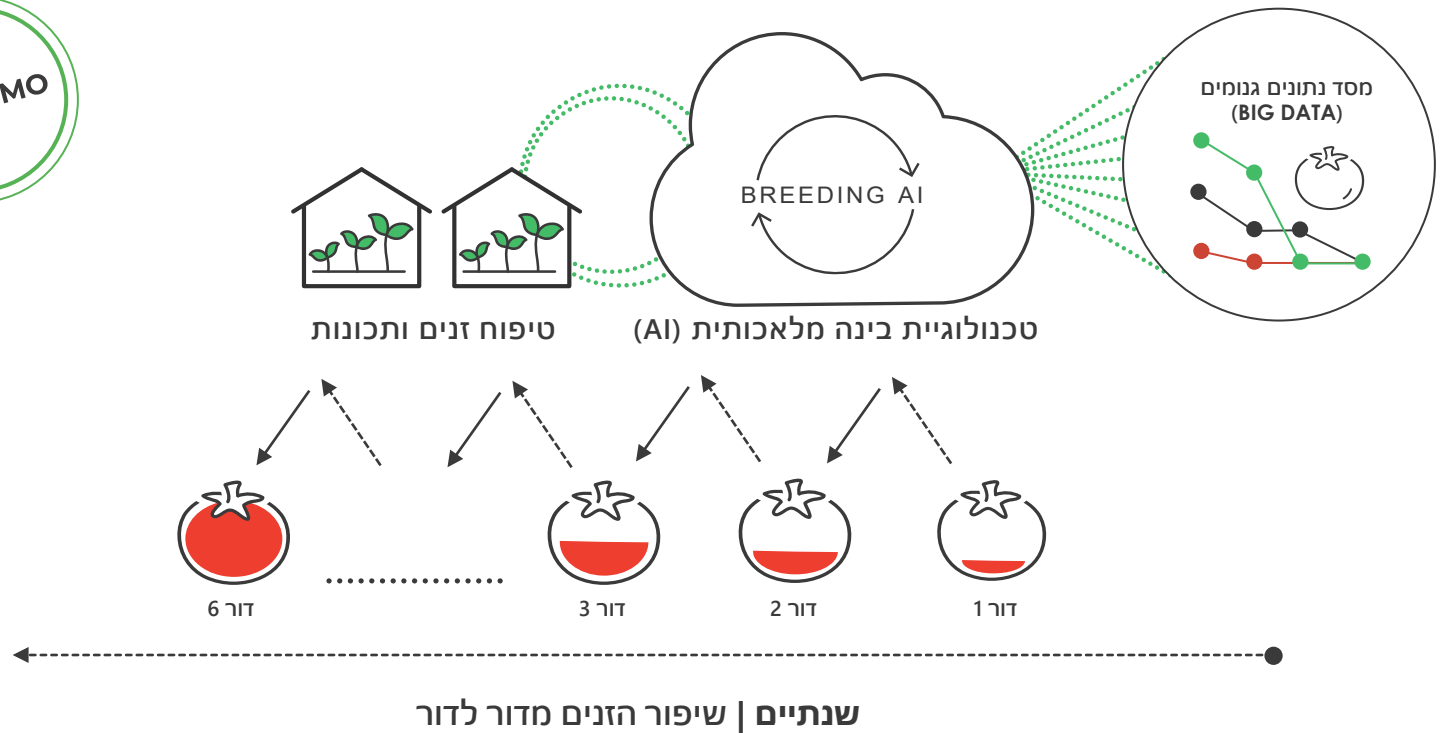 MO
מסד נתונים גנומים
(BIG DATA)
BREEDING AI
טכנולוגיית בינה מלאכותית (AI)
טיפוח זנים ותכונות
דור 1
דור 2
דור 3
דור 6
שנתיים | שיפור הזנים מדור לדור